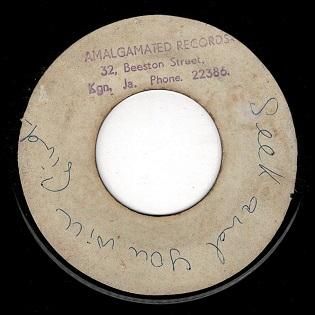 AMALGAMATED RECORDS
32, Beeston Street,
Kgn, Ja. Phone. 22386.
Seek and you will find